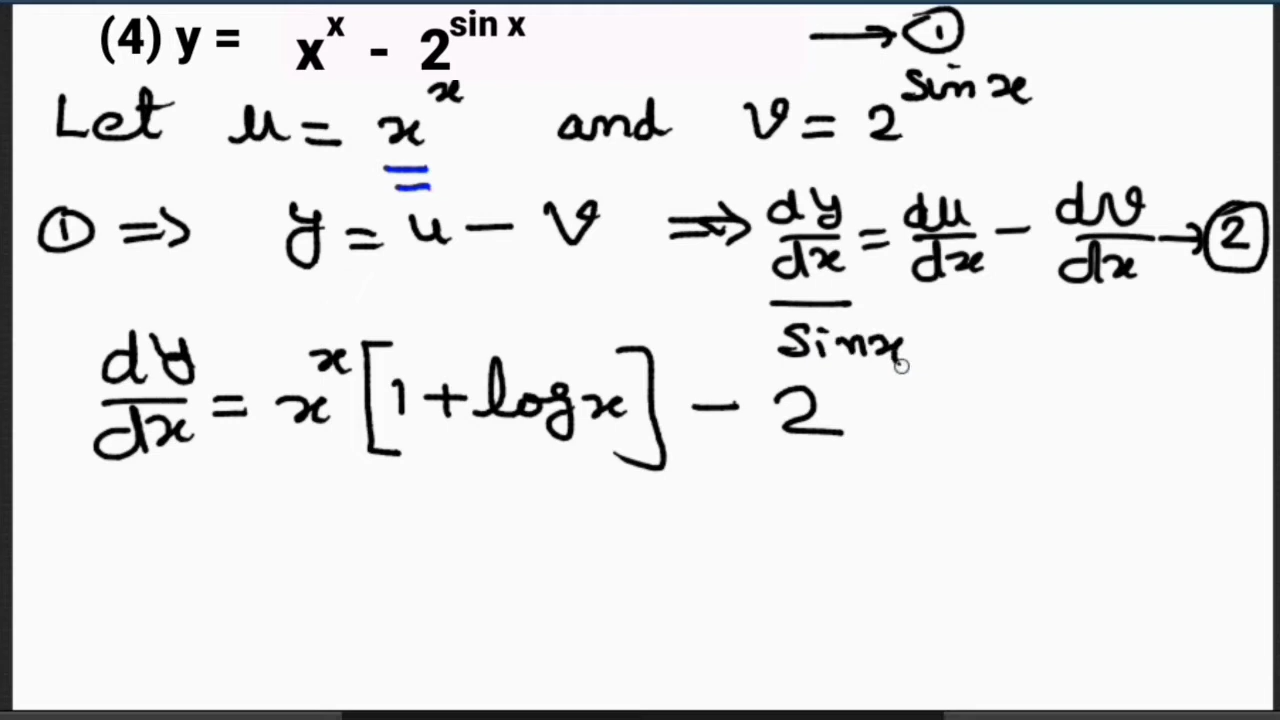 (4) y = x^x - 2^sin x → ①
Let u = x^x and v = 2^sin x
① ⇒ y = u - v ⇒ dy/dx = du/dx - dv/dx → ②
dy/dx = x^x [1 + log x] - 2^sin x